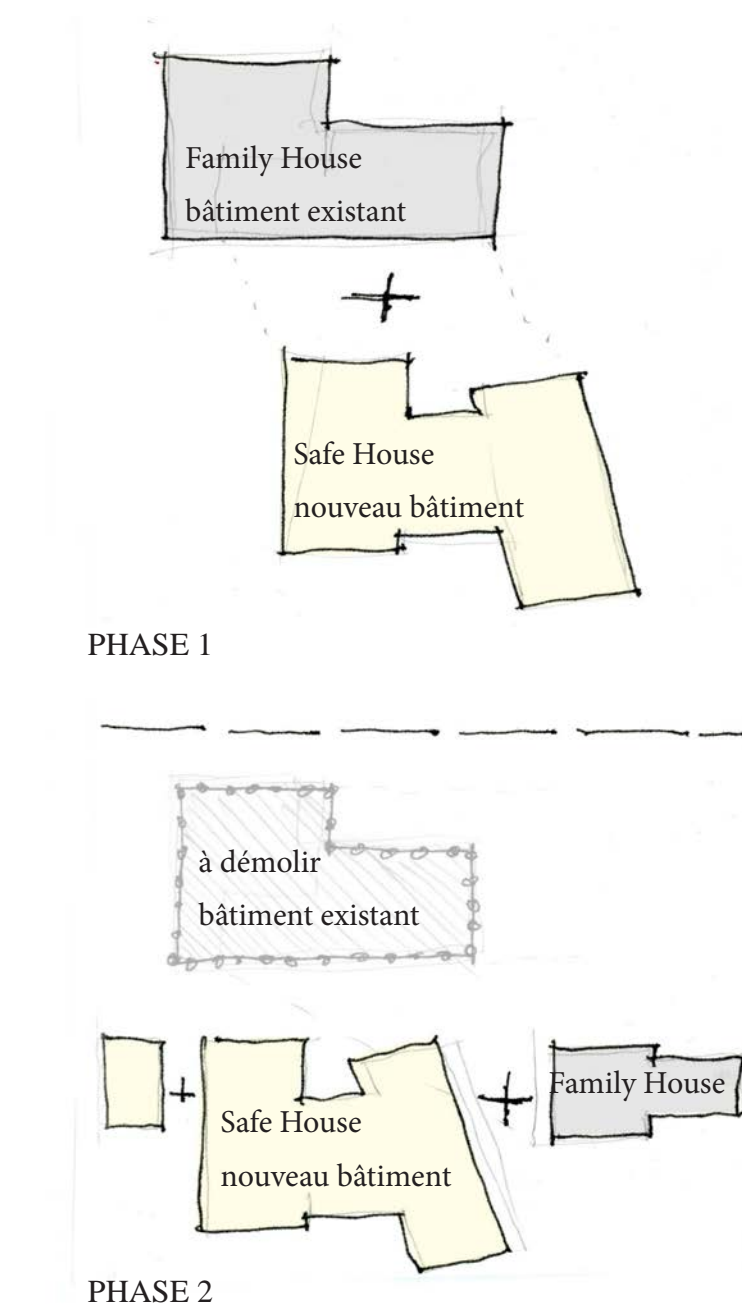 Family House
bâtiment existant
Safe House
nouveau bâtiment
PHASE 1
à démolir
bâtiment existant
Safe House
nouveau bâtiment
Family House
PHASE 2